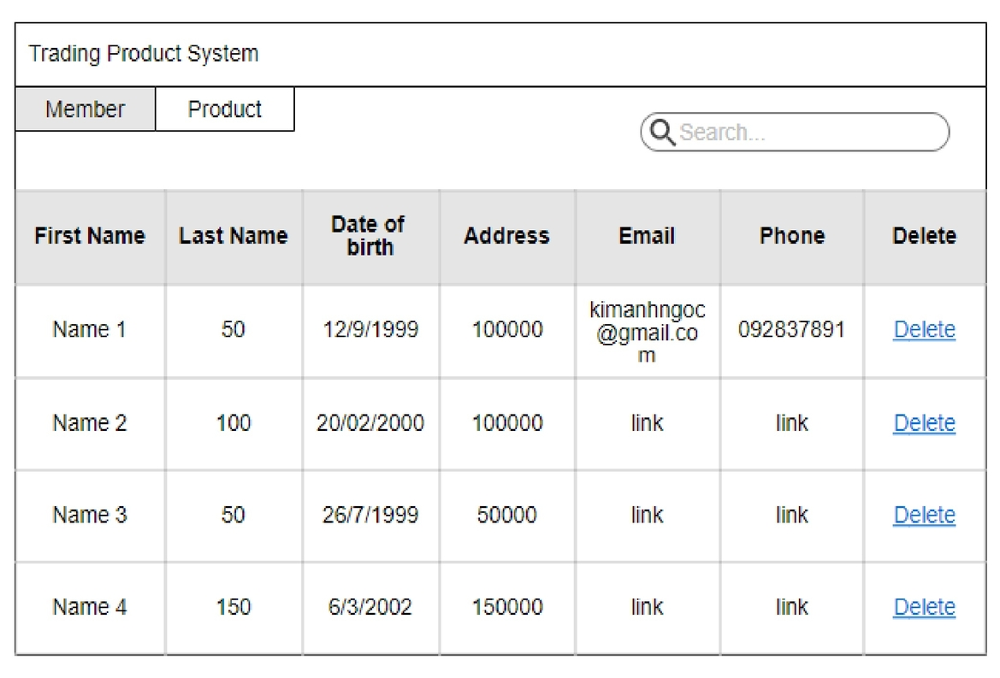 Trading Product System
Member Product
Search...
First Name Last Name Date of birth Address Email Phone Delete
Name 1 50 12/9/1999 100000 kimanhngoc@gmail.com 092837891 Delete
Name 2 100 20/02/2000 100000 link link Delete
Name 3 50 26/7/1999 50000 link link Delete
Name 4 150 6/3/2002 150000 link link Delete